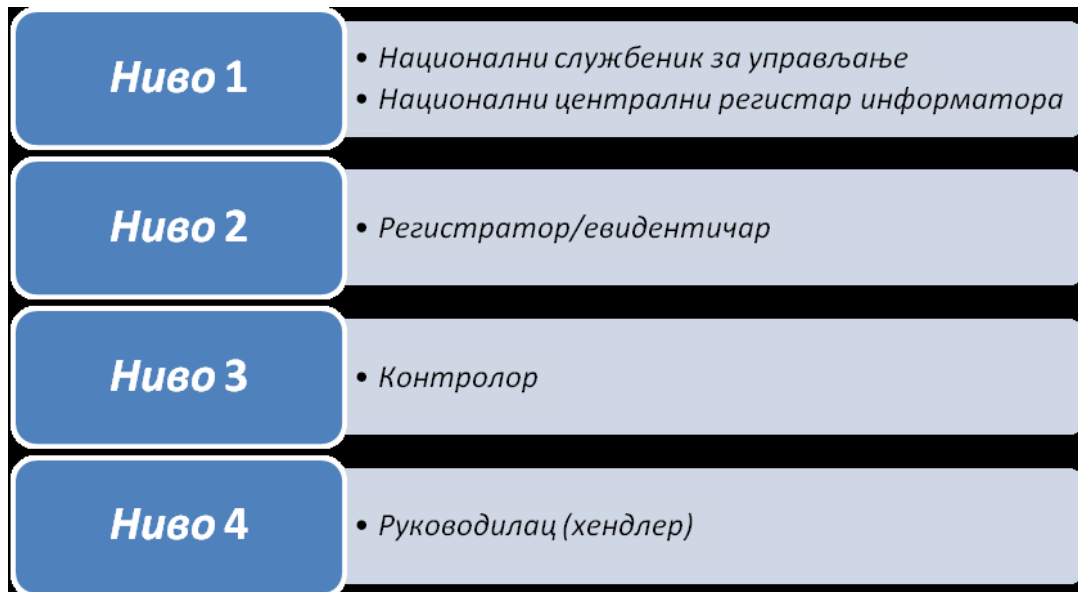 Ниво 1
• Национални службеник за управљање
• Национални централни регистар информатора
Ниво 2
• Регистратор/евидентичар
Ниво 3
• Контролор
Ниво 4
• Руководилац (хендлер)